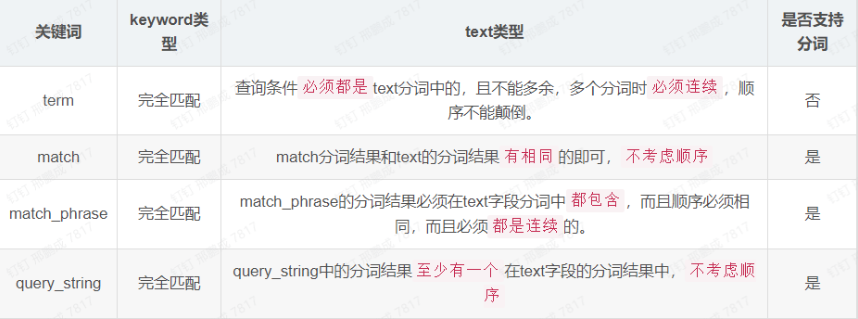 关键词
keyword类
型
text类型
是否支持
分词
term
完全匹配
查询条件 必须都是 text分词中的，且不能多余，多个分词时 必须连续 ，顺
序不能颠倒。
否
match
完全匹配
match分词结果和text的分词结果 有相同 的即可， 不考虑顺序
是
match_phrase
完全匹配
match_phrase的分词结果必须在text字段分词中 都包含 ，而且顺序必须相
同，而且必须 都是连续 的。
是
query_string
完全匹配
query_string中的分词结果 至少有一个 在text字段的分词结果中， 不考虑顺
序
是